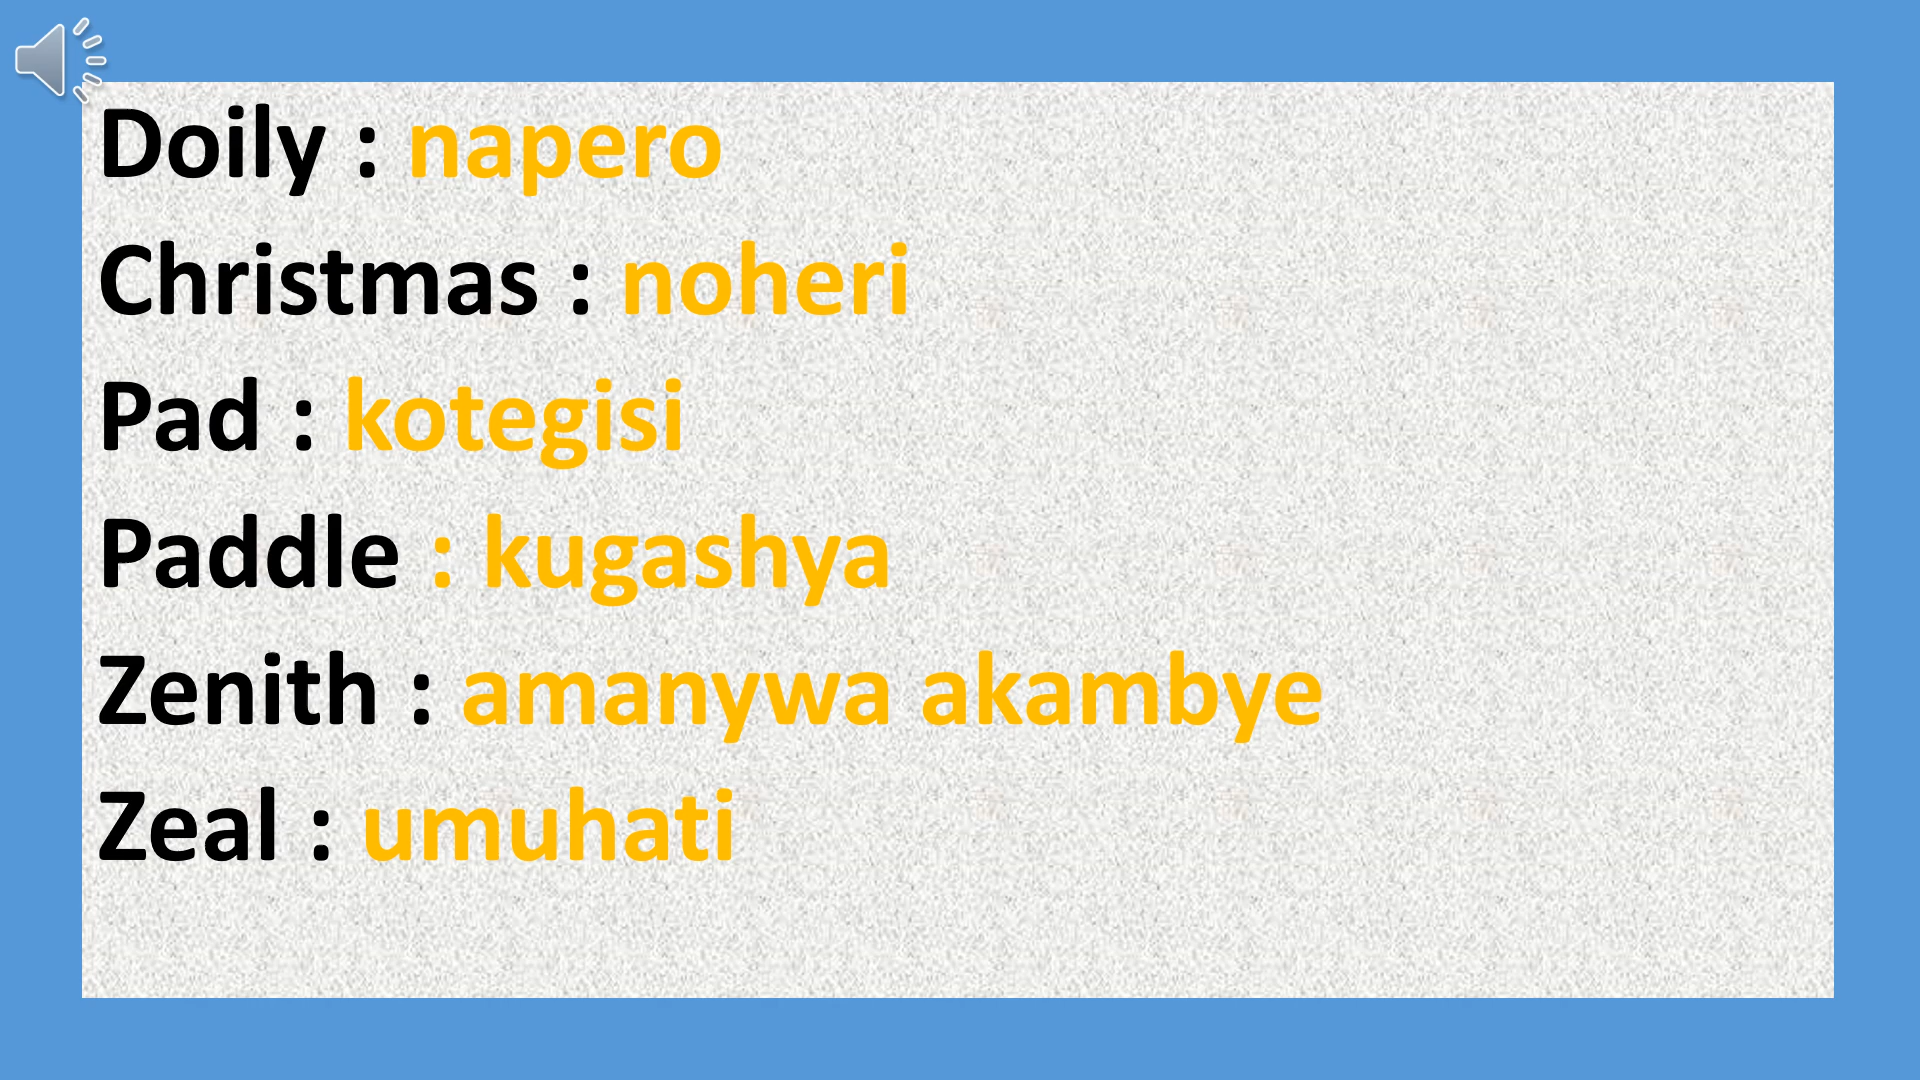 Doily : napero
Christmas : noheri
Pad : kotegisi
Paddle : kugashya
Zenith : amanywa akambye
Zeal : umuhati